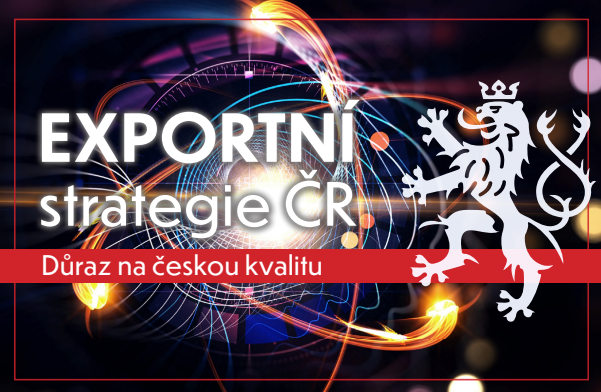 EXPORTNÍ
strategie ČR
Důraz na českou kvalitu